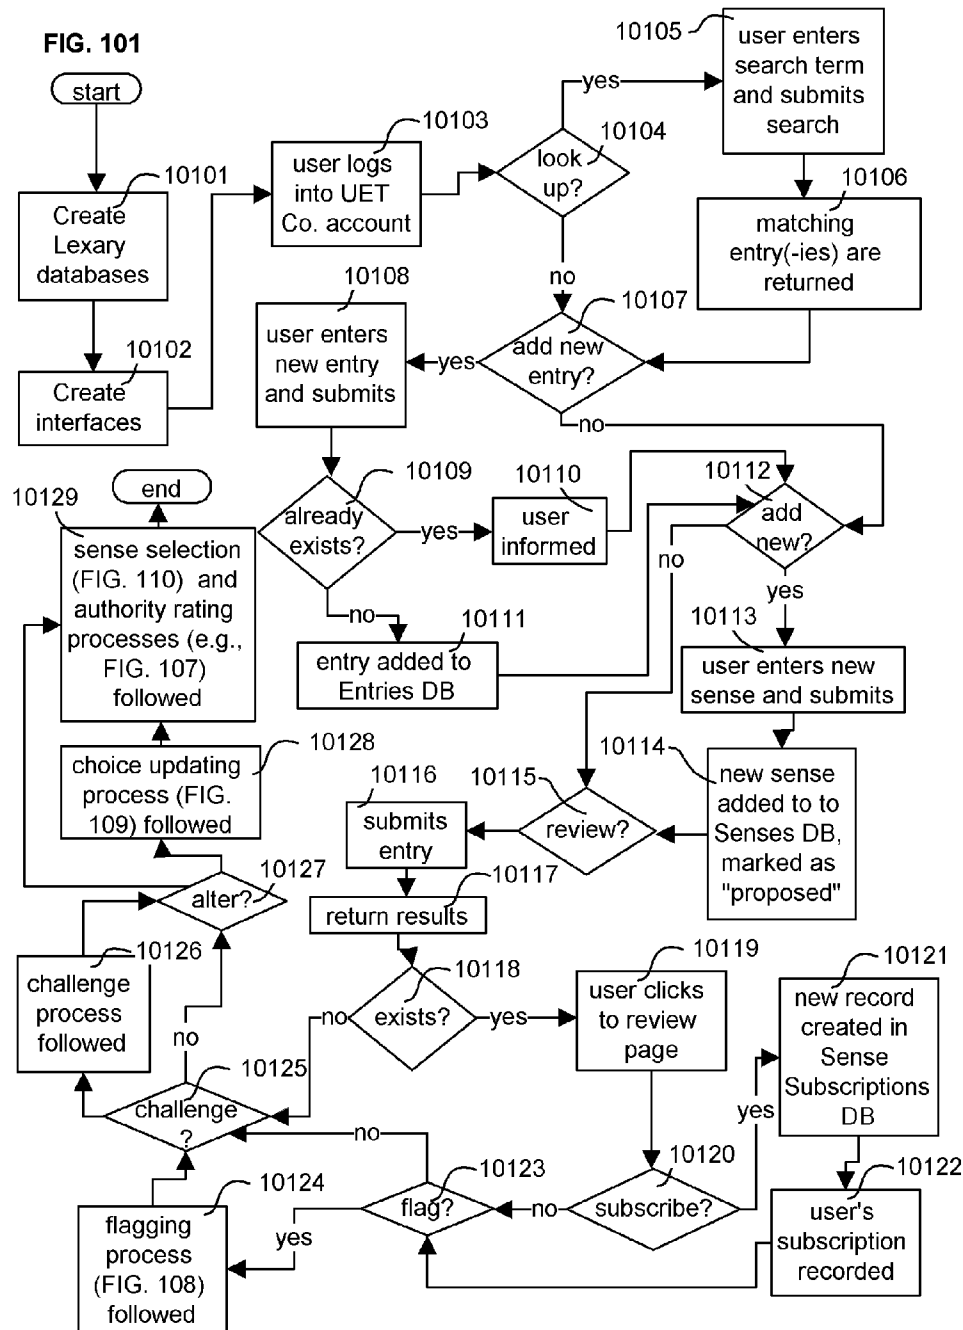 FIG. 101
start
10101
Create
Lexary
databases
10102
Create
interfaces
10103
user logs
into UET
Co. account
10104
look
up?
yes
no
10105
user enters
search term
and submits
search
10106
matching
entry(-ies) are
returned
10107
add new
entry?
yes
no
10108
user enters
new entry
and submits
10109
already
exists?
yes
no
10110
user
informed
10111
entry added to
Entries DB
10112
add
new?
no
yes
10113
user enters new
sense and submits
10114
new sense
added to to
Senses DB,
marked as
"proposed"
10115
review?
10116
submits
entry
10117
return results
10118
exists?
no
yes
10119
user clicks
to review
page
10120
subscribe?
yes
no
10121
new record
created in
Sense
Subscriptions
DB
10122
user's
subscription
recorded
10123
flag?
no
yes
10124
flagging
process
(FIG. 108)
followed
10125
challenge
?
no
10126
challenge
process
followed
10127
alter?
10128
choice updating
process (FIG.
109) followed
10129
sense selection
(FIG. 110) and
authority rating
processes (e.g.,
FIG. 107)
followed
end